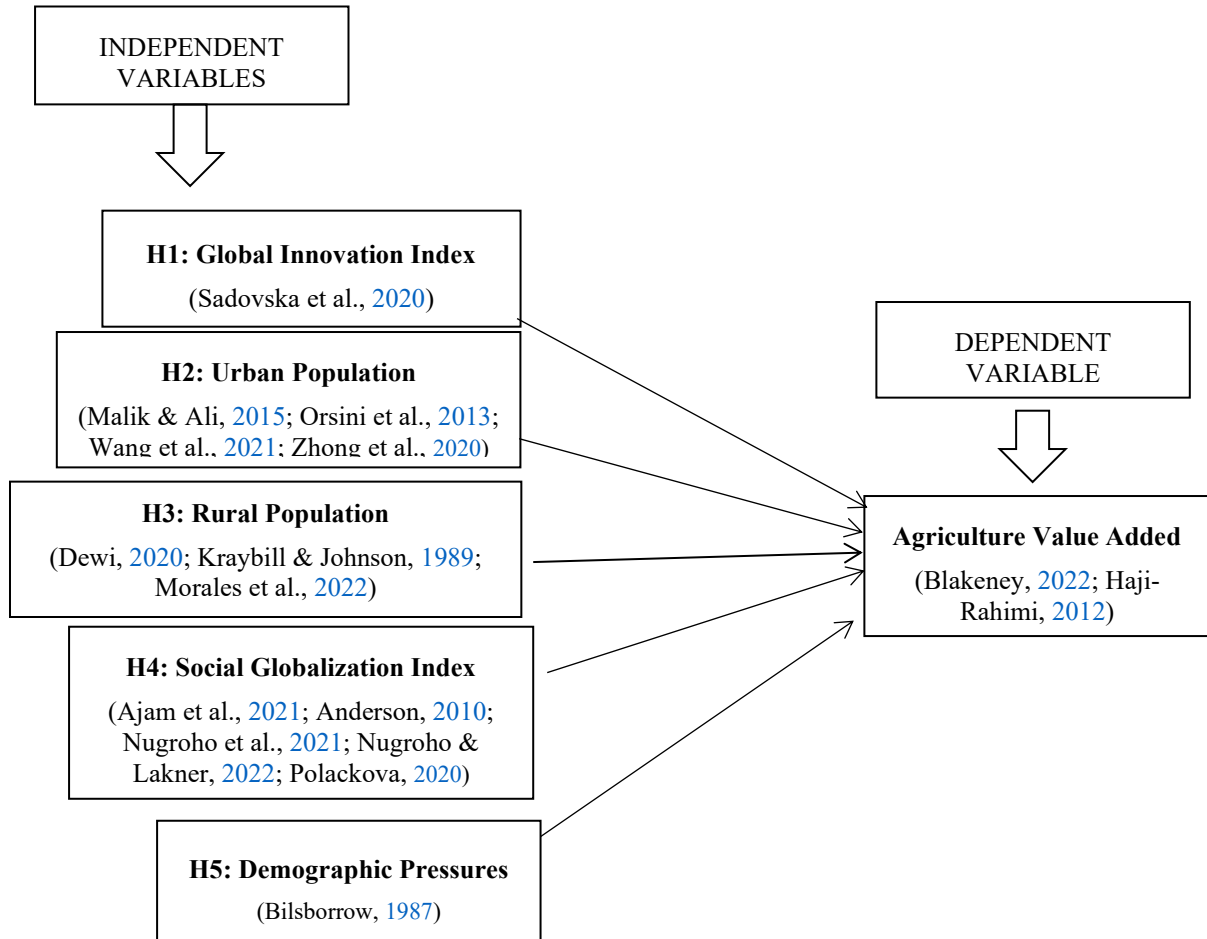 INDEPENDENT
VARIABLES
H1: Global Innovation Index
(Sadovska et al., 2020)
H2: Urban Population
(Malik & Ali, 2015; Orsini et al., 2013;
Wang et al., 2021; Zhong et al., 2020)
H3: Rural Population
(Dewi, 2020; Kraybill & Johnson, 1989;
Morales et al., 2022)
H4: Social Globalization Index
(Ajam et al., 2021; Anderson, 2010;
Nugroho et al., 2021; Nugroho &
Lakner, 2022; Polackova, 2020)
H5: Demographic Pressures
(Bilsborrow, 1987)
DEPENDENT
VARIABLE
Agriculture Value Added
(Blakeney, 2022; Haji-
Rahimi, 2012)